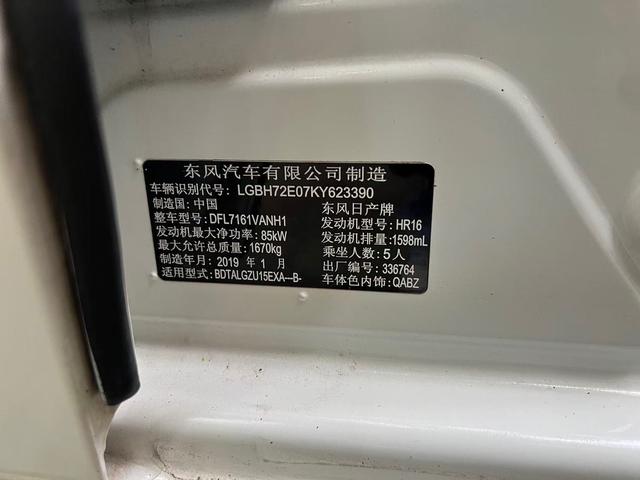 东风汽车有限公司制造
车辆识别代号：LGBH72E07KY623390
制造国：中国 东风日产牌
整车型号：DFL7161VANH1 发动机型号：HR16
发动机最大净功率：85kW 发动机排量：1598mL
最大允许总质量：1670kg 乘坐人数：5人
制造年月：2019 年 1 月 出厂编号：336764
适用型式：BDTALGZU15EXA—B- 车体色内饰：QABZ